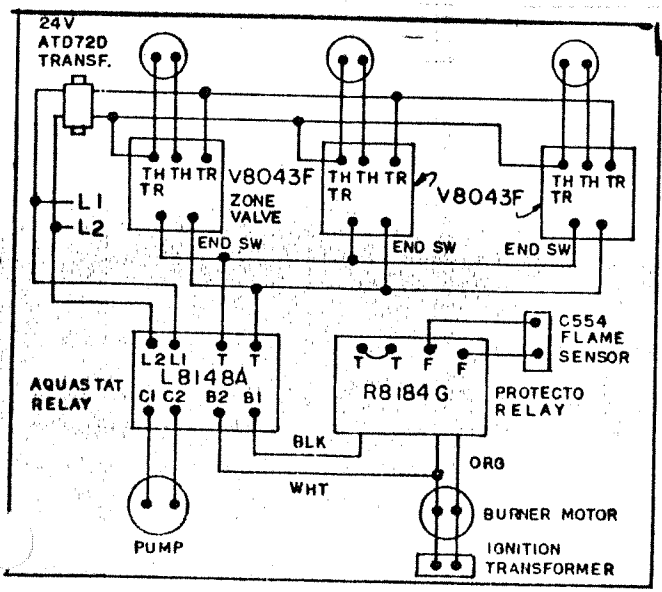 24V
ATD72D
TRANSF.
TH TH TR
TR
V8043F
ZONE
VALVE
TH TH TR
TR
V8043F
TH TH TR
TR
L1
L2
END SW
END SW
END SW
L2 L1 T T
L8148A
C1 C2 B2 B1
AQUASTAT
RELAY
T T F F
R8184G
PROTECTO
RELAY
C554
FLAME
SENSOR
BLK
WHT
ORG
PUMP
BURNER MOTOR
IGNITION
TRANSFORMER